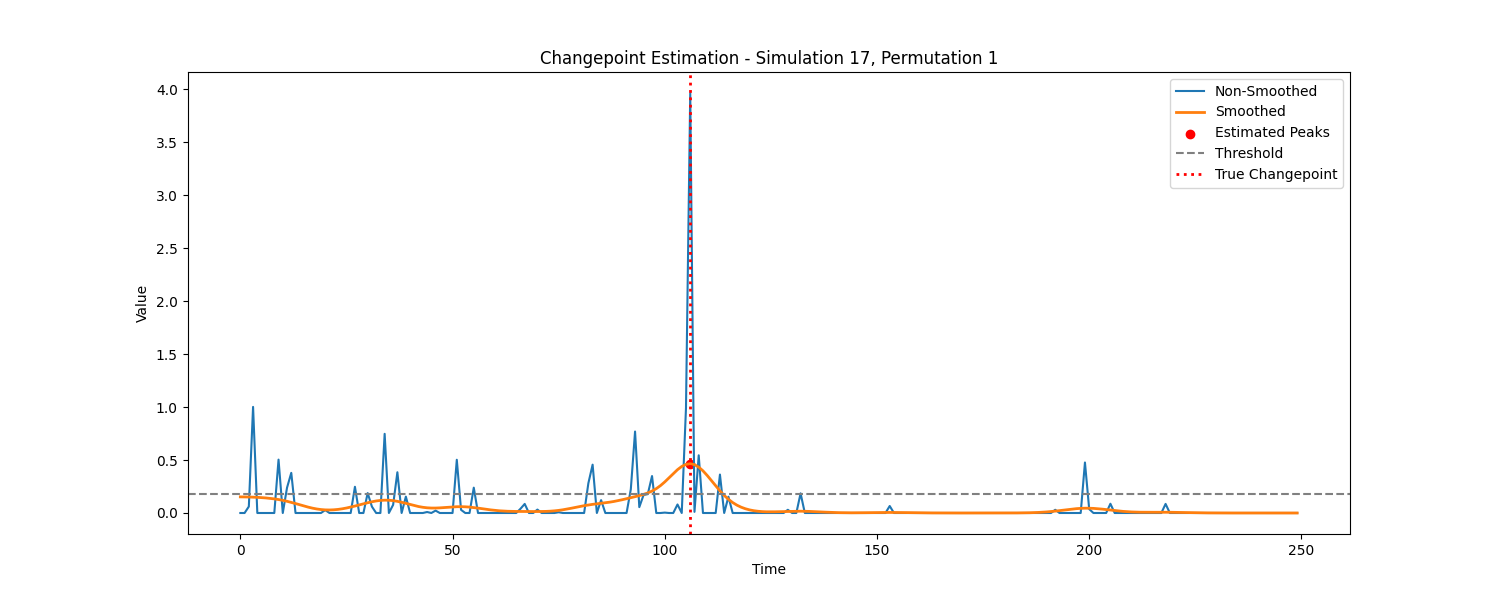 Changepoint Estimation - Simulation 17, Permutation 1
4.0
3.5
3.0
2.5
2.0
1.5
1.0
0.5
0.0
Value
Non-Smoothed
Smoothed
Estimated Peaks
Threshold
True Changepoint
0 50 100 150 200 250
Time